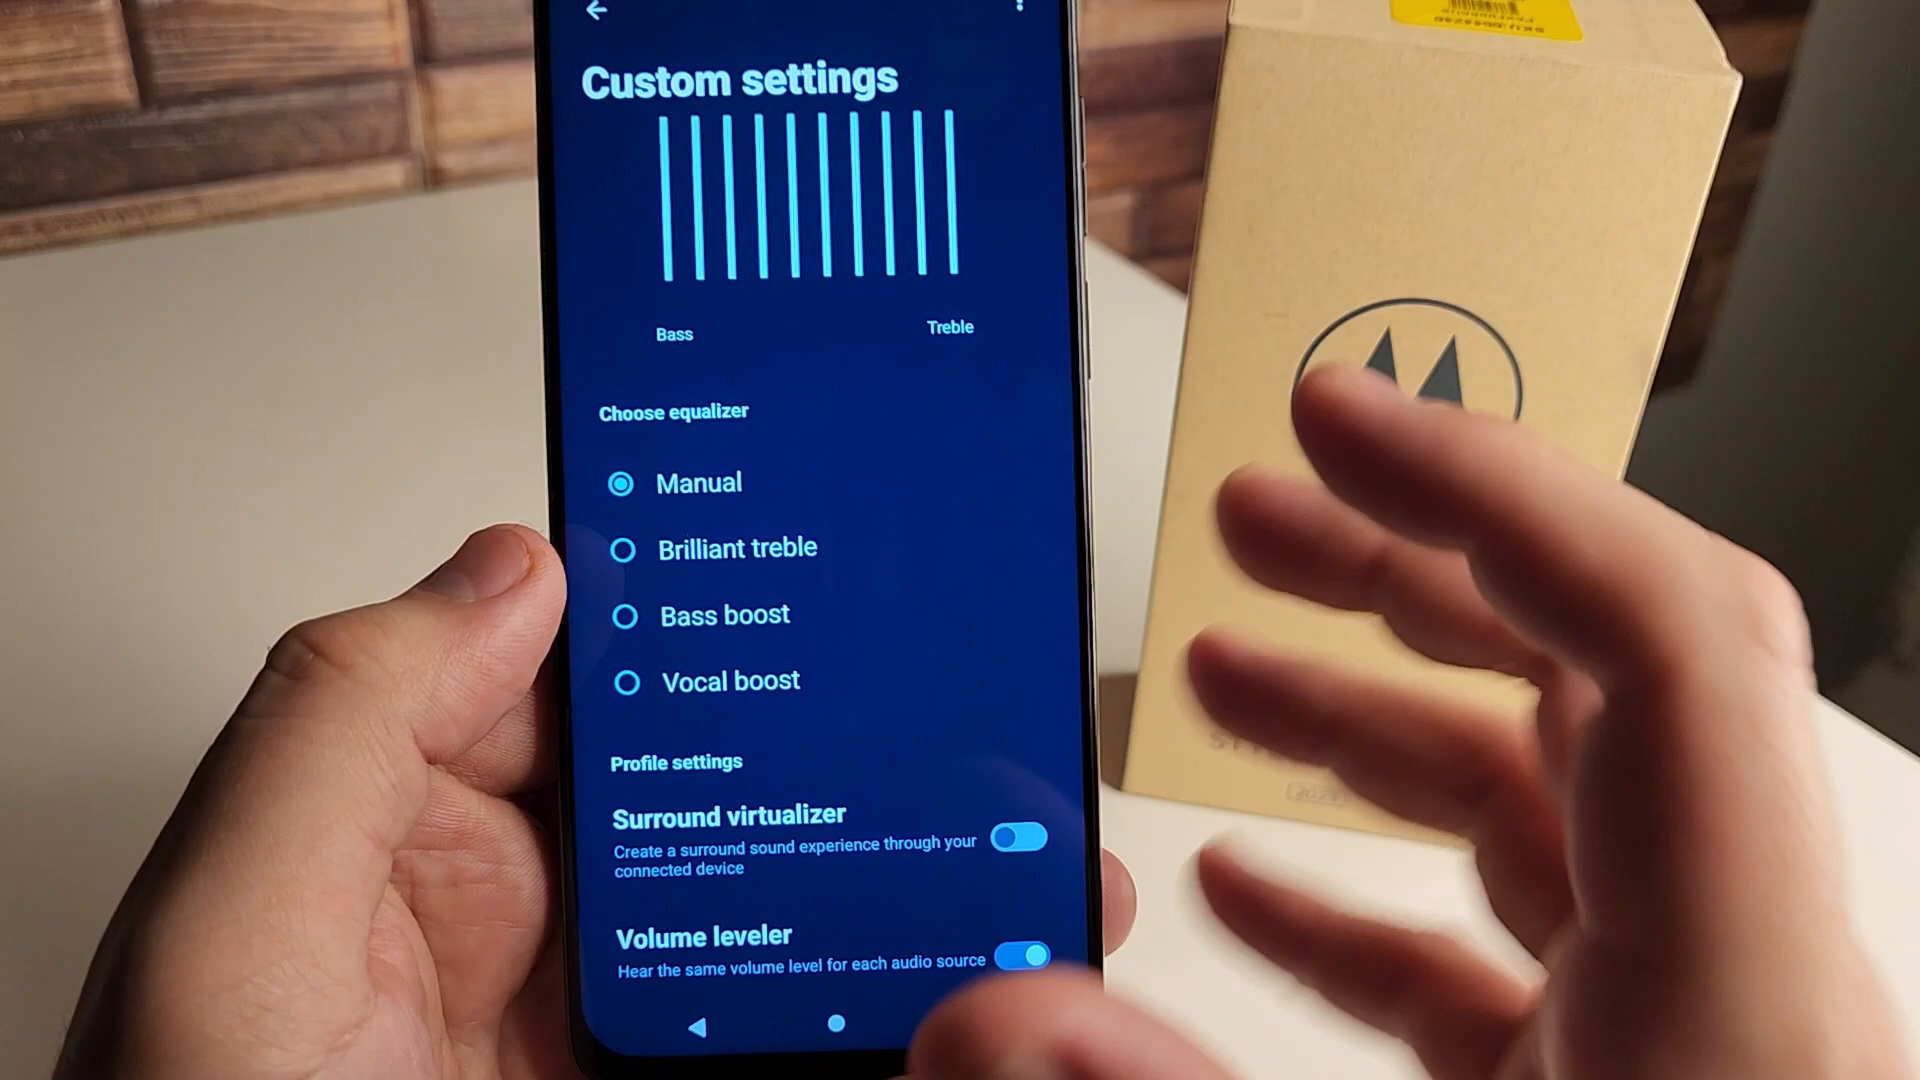 Custom settings
Bass
Treble
Choose equalizer
Manual
Brilliant treble
Bass boost
Vocal boost
Profile settings
Surround virtualizer
Create a surround sound experience through your
connected device
Volume leveler
Hear the same volume level for each audio source